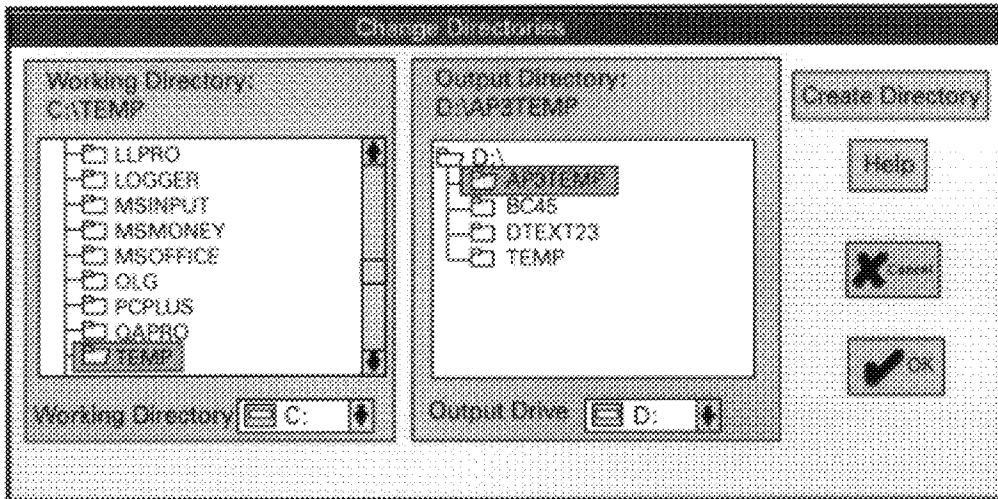 Change Directories
Working Directory:
C:\TEMP
LLPRO
LOGGER
MSINPUT
MSMONEY
MSOFFICE
OLG
PCPLUS
QAPRO
TEMP
Working Directory
C:
Output Directory:
D:\AP3TEMP
D:\
AP3TEMP
BC45
DTEXT23
TEMP
Output Drive
D:
Create Directory
Help
Cancel
OK